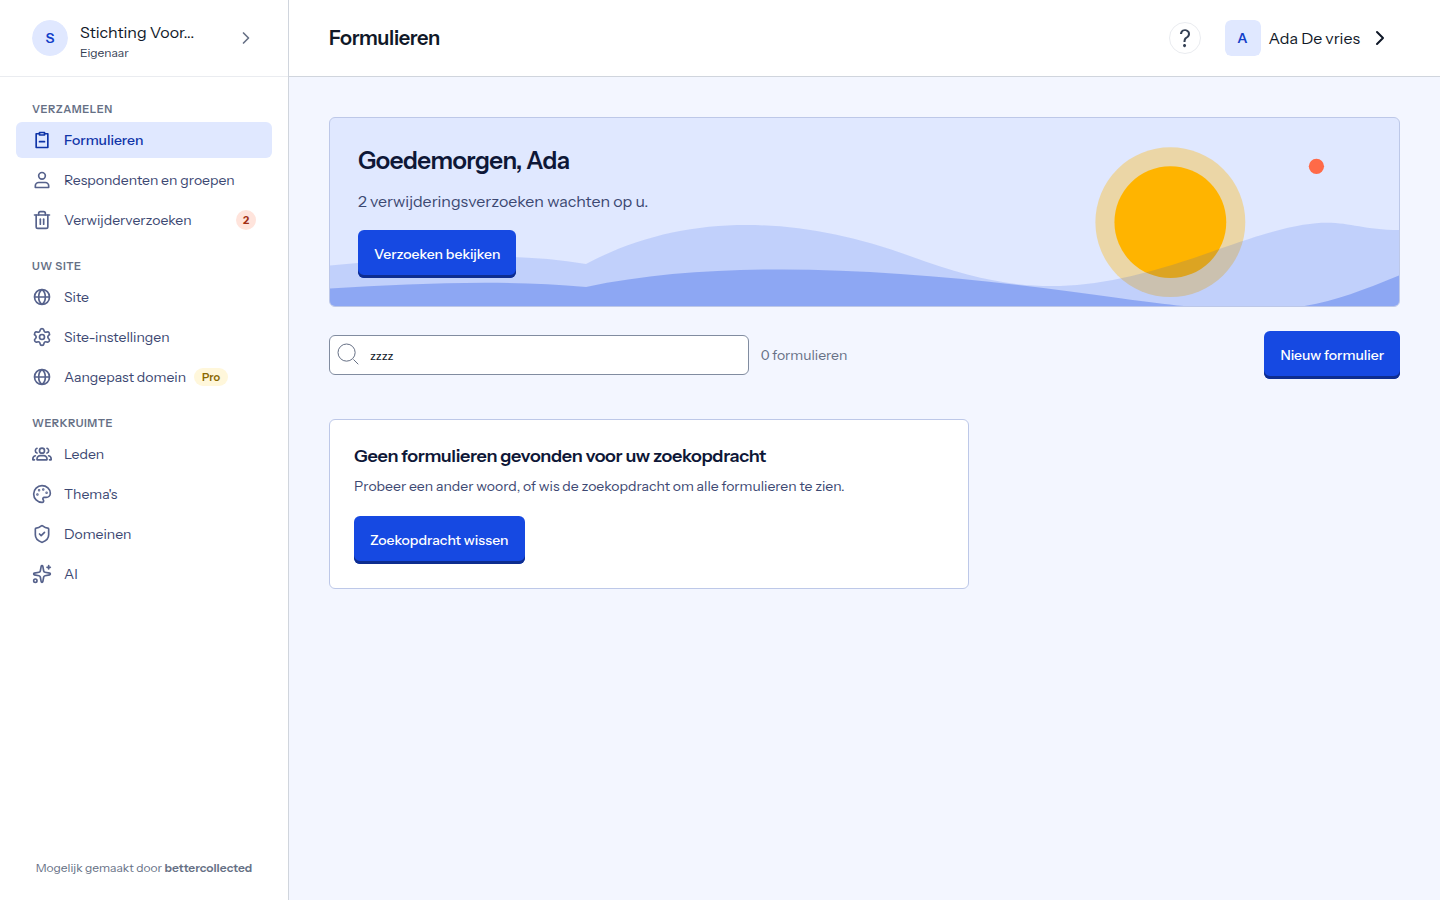 S
Stichting Voor...
Eigenaar
Formulieren
?
A
Ada De vries
VERZAMELEN
Formulieren
Respondenten en groepen
Verwijderverzoeken
2
UW SITE
Site
Site-instellingen
Aangepast domein
Pro
WERKRUIMTE
Leden
Thema's
Domeinen
AI
Mogelijk gemaakt door bettercollected
Goedemorgen, Ada
2 verwijderingsverzoeken wachten op u.
Verzoeken bekijken
zzzz
0 formulieren
Nieuw formulier
Geen formulieren gevonden voor uw zoekopdracht
Probeer een ander woord, of wis de zoekopdracht om alle formulieren te zien.
Zoekopdracht wissen